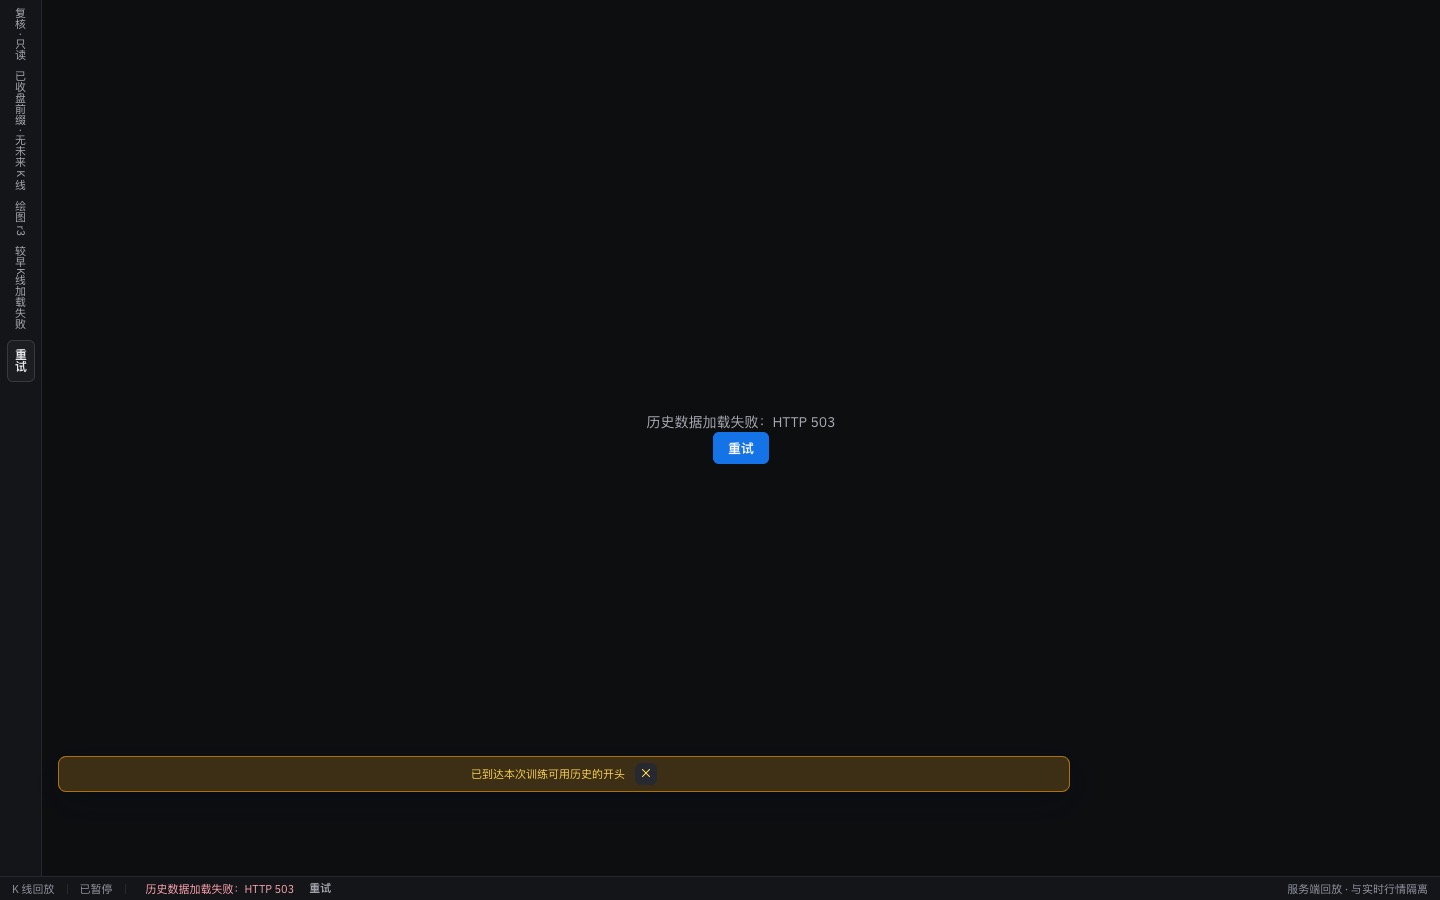 复核 · 只读
已收盘前缀 · 无未来 K 线
绘图 r3
较早K线加载失败
重试
历史数据加载失败：HTTP 503
重试
已到达本次训练可用历史的开头 ×
K 线回放 已暂停 历史数据加载失败：HTTP 503 重试 服务端回放 · 与实时行情隔离